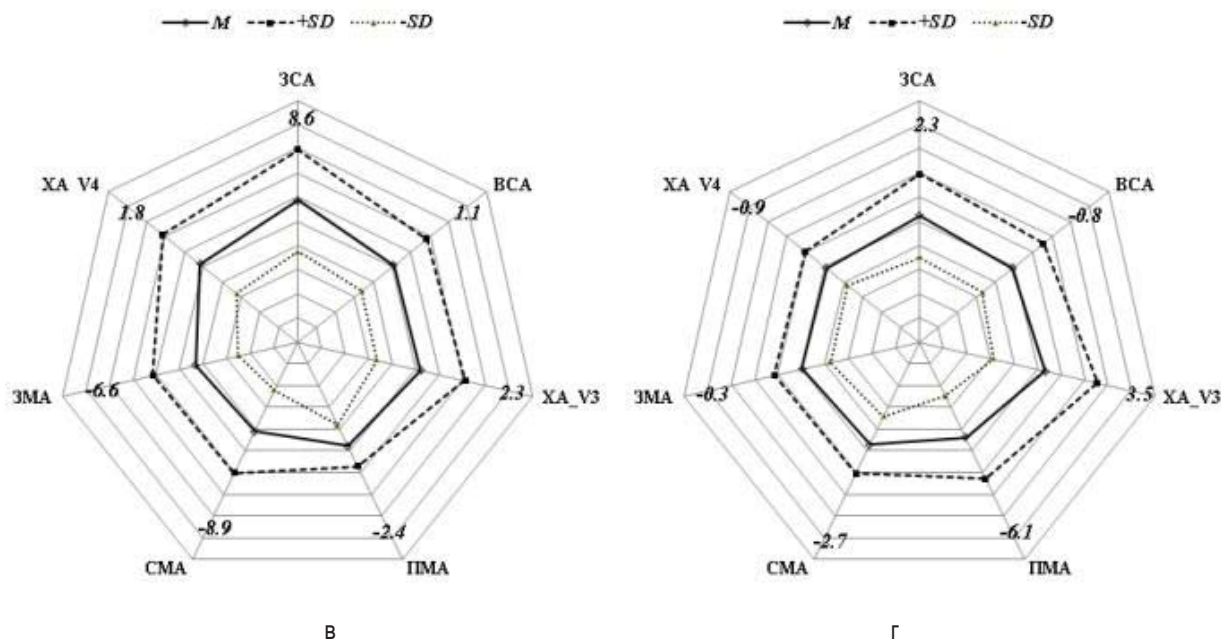 M +SD -SD
ЗСА
8.6
ХА V4
ВСА
1.8
1.1
ЗМА
-6.6
2.3
ХА_V3
-8.9
-2.4
СМА
ПМА
В
M +SD -SD
ЗСА
2.3
ХА V4
ВСА
-0.9
-0.8
ЗМА
-0.3
3.5
ХА_V3
-2.7
-6.1
СМА
ПМА
Г